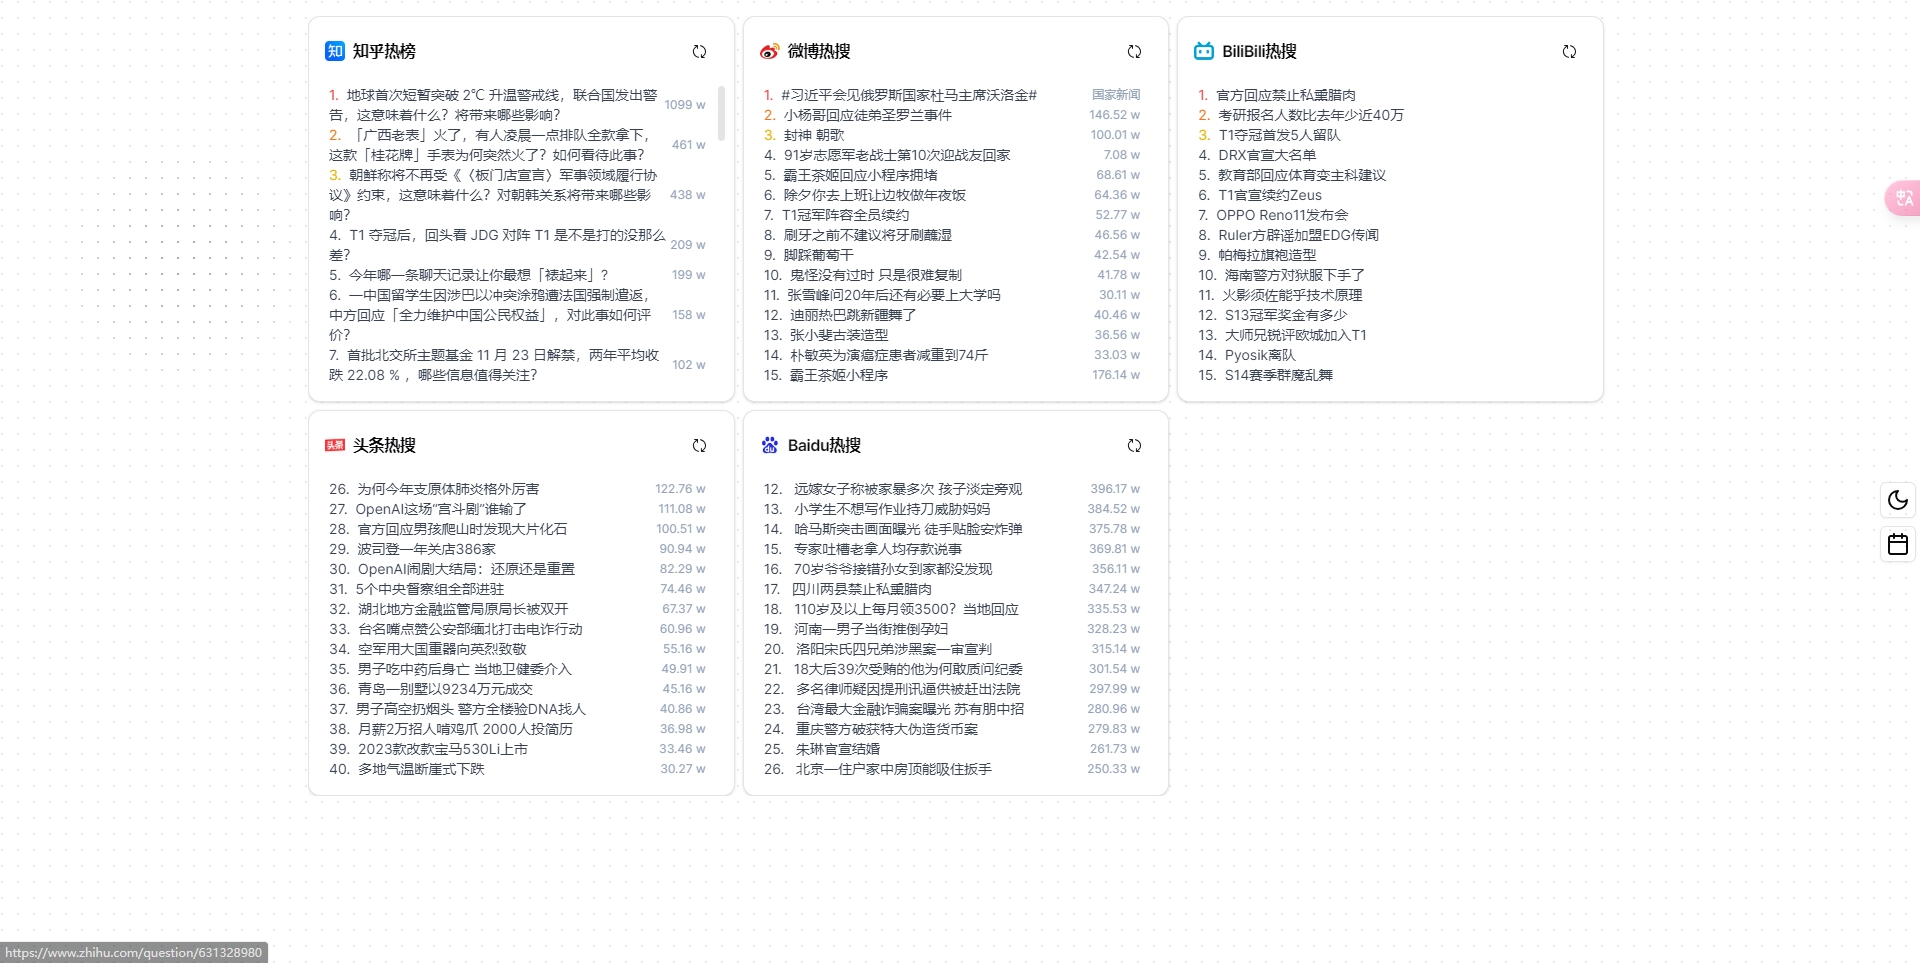 知乎热榜
1. 地球首次短暂突破 2℃ 升温警戒线，联合国发出警
告，这意味着什么？将带来哪些影响？
1099 w
2. 「广西老表」火了，有人凌晨一点排队全款拿下，
这款「桂花牌」手表为何突然火了？如何看待此事？
461 w
3. 朝鲜称将不再受《〈板门店宣言〉军事领域履行协
议》约束，这意味着什么？对朝韩关系将带来哪些影
响？
438 w
4. T1 夺冠后，回头看 JDG 对阵 T1 是不是打的没那么
差？
209 w
5. 今年哪一条聊天记录让你最想「裱起来」？ 199 w
6. 一中国留学生因涉巴以冲突涂鸦遭法国强制遣返，
中方回应「全力维护中国公民权益」，对此事如何评
价？
158 w
7. 首批北交所主题基金 11 月 23 日解禁，两年平均收
跌 22.08 % ，哪些信息值得关注？
102 w
微博热搜
1. #习近平会见俄罗斯国家杜马主席沃洛金# 国家新闻
2. 小杨哥回应徒弟圣罗兰事件 146.52 w
3. 封神 朝歌 100.01 w
4. 91岁志愿军老战士第10次迎战友回家 7.08 w
5. 霸王茶姬回应小程序拥堵 68.61 w
6. 除夕你去上班让边牧做年夜饭 64.36 w
7. T1冠军阵容全员续约 52.77 w
8. 刷牙之前不建议将牙刷蘸湿 46.56 w
9. 脚踩葡萄干 42.54 w
10. 鬼怪没有过时 只是很难复制 41.78 w
11. 张雪峰问20年后还有必要上大学吗 30.11 w
12. 迪丽热巴跳新疆舞了 40.46 w
13. 张小斐古装造型 36.56 w
14. 朴敏英为演癌症患者减重到74斤 33.03 w
15. 霸王茶姬小程序 176.14 w
BiliBili热搜
1. 官方回应禁止私熏腊肉
2. 考研报名人数比去年少近40万
3. T1夺冠首发5人留队
4. DRX官宣大名单
5. 教育部回应体育变主科建议
6. T1官宣续约Zeus
7. OPPO Reno11发布会
8. Ruler方辟谣加盟EDG传闻
9. 帕梅拉旗袍造型
10. 海南警方对狱服下手了
11. 火影须佐能乎技术原理
12. S13冠军奖金有多少
13. 大师兄锐评欧城加入T1
14. Pyosik离队
15. S14赛季群魔乱舞
头条热搜
26. 为何今年支原体肺炎格外厉害 122.76 w
27. OpenAI这场“宫斗剧”谁输了 111.08 w
28. 官方回应男孩爬山时发现大片化石 100.51 w
29. 波司登一年关店386家 90.94 w
30. OpenAI闹剧大结局：还原还是重置 82.29 w
31. 5个中央督察组全部进驻 74.46 w
32. 湖北地方金融监管局原局长被双开 67.37 w
33. 台名嘴点赞公安部缅北打击电诈行动 60.96 w
34. 空军用大国重器向英烈致敬 55.16 w
35. 男子吃中药后身亡 当地卫健委介入 49.91 w
36. 青岛一别墅以9234万元成交 45.16 w
37. 男子高空扔烟头 警方全楼验DNA找人 40.86 w
38. 月薪2万招人啃鸡爪 2000人投简历 36.98 w
39. 2023款改款宝马530Li上市 33.46 w
40. 多地气温断崖式下跌 30.27 w
Baidu热搜
12. 远嫁女子称被家暴多次 孩子淡定旁观 396.17 w
13. 小学生不想写作业持刀威胁妈妈 384.52 w
14. 哈马斯突击画面曝光 徒手贴脸安炸弹 375.78 w
15. 专家吐槽老拿人均存款说事 369.81 w
16. 70岁爷爷接错孙女到家都没发现 356.11 w
17. 四川两县禁止私熏腊肉 347.24 w
18. 110岁及以上每月领3500？当地回应 335.53 w
19. 河南一男子当街推倒孕妇 328.23 w
20. 洛阳宋氏四兄弟涉黑案一审宣判 315.14 w
21. 18大后39次受贿的他为何敢质问纪委 301.54 w
22. 多名律师疑因提刑讯逼供被赶出法院 297.99 w
23. 台湾最大金融诈骗案曝光 苏有朋中招 280.96 w
24. 重庆警方破获特大伪造货币案 279.83 w
25. 朱琳官宣结婚 261.73 w
26. 北京一住户家中房顶能吸住扳手 250.33 w
https://www.zhihu.com/question/631328980